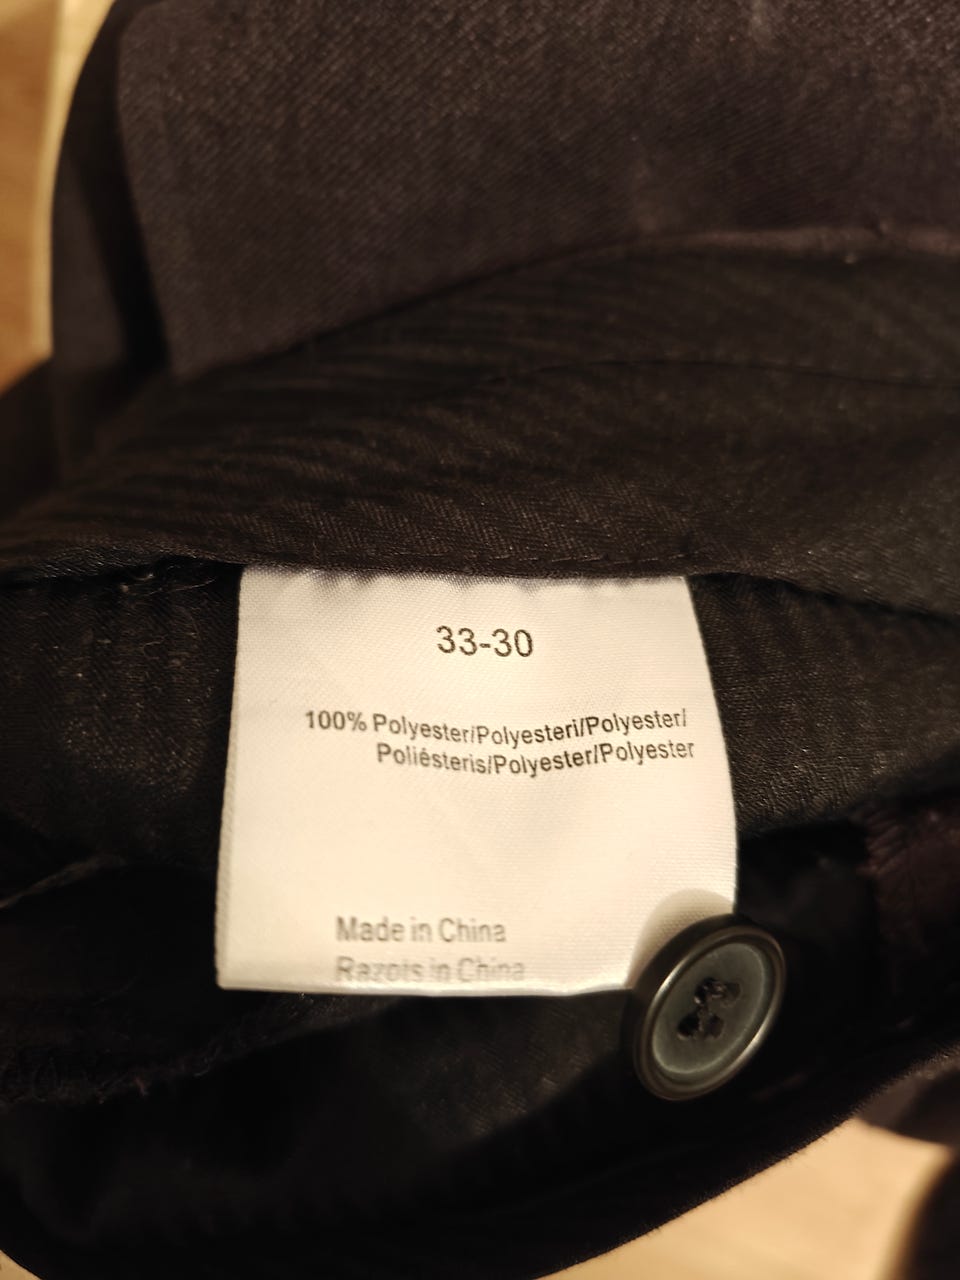 33-30
100% Polyester/Polyesteri/Polyester/
Poliésteris/Polyester/Polyester
Made in China
Razots in China